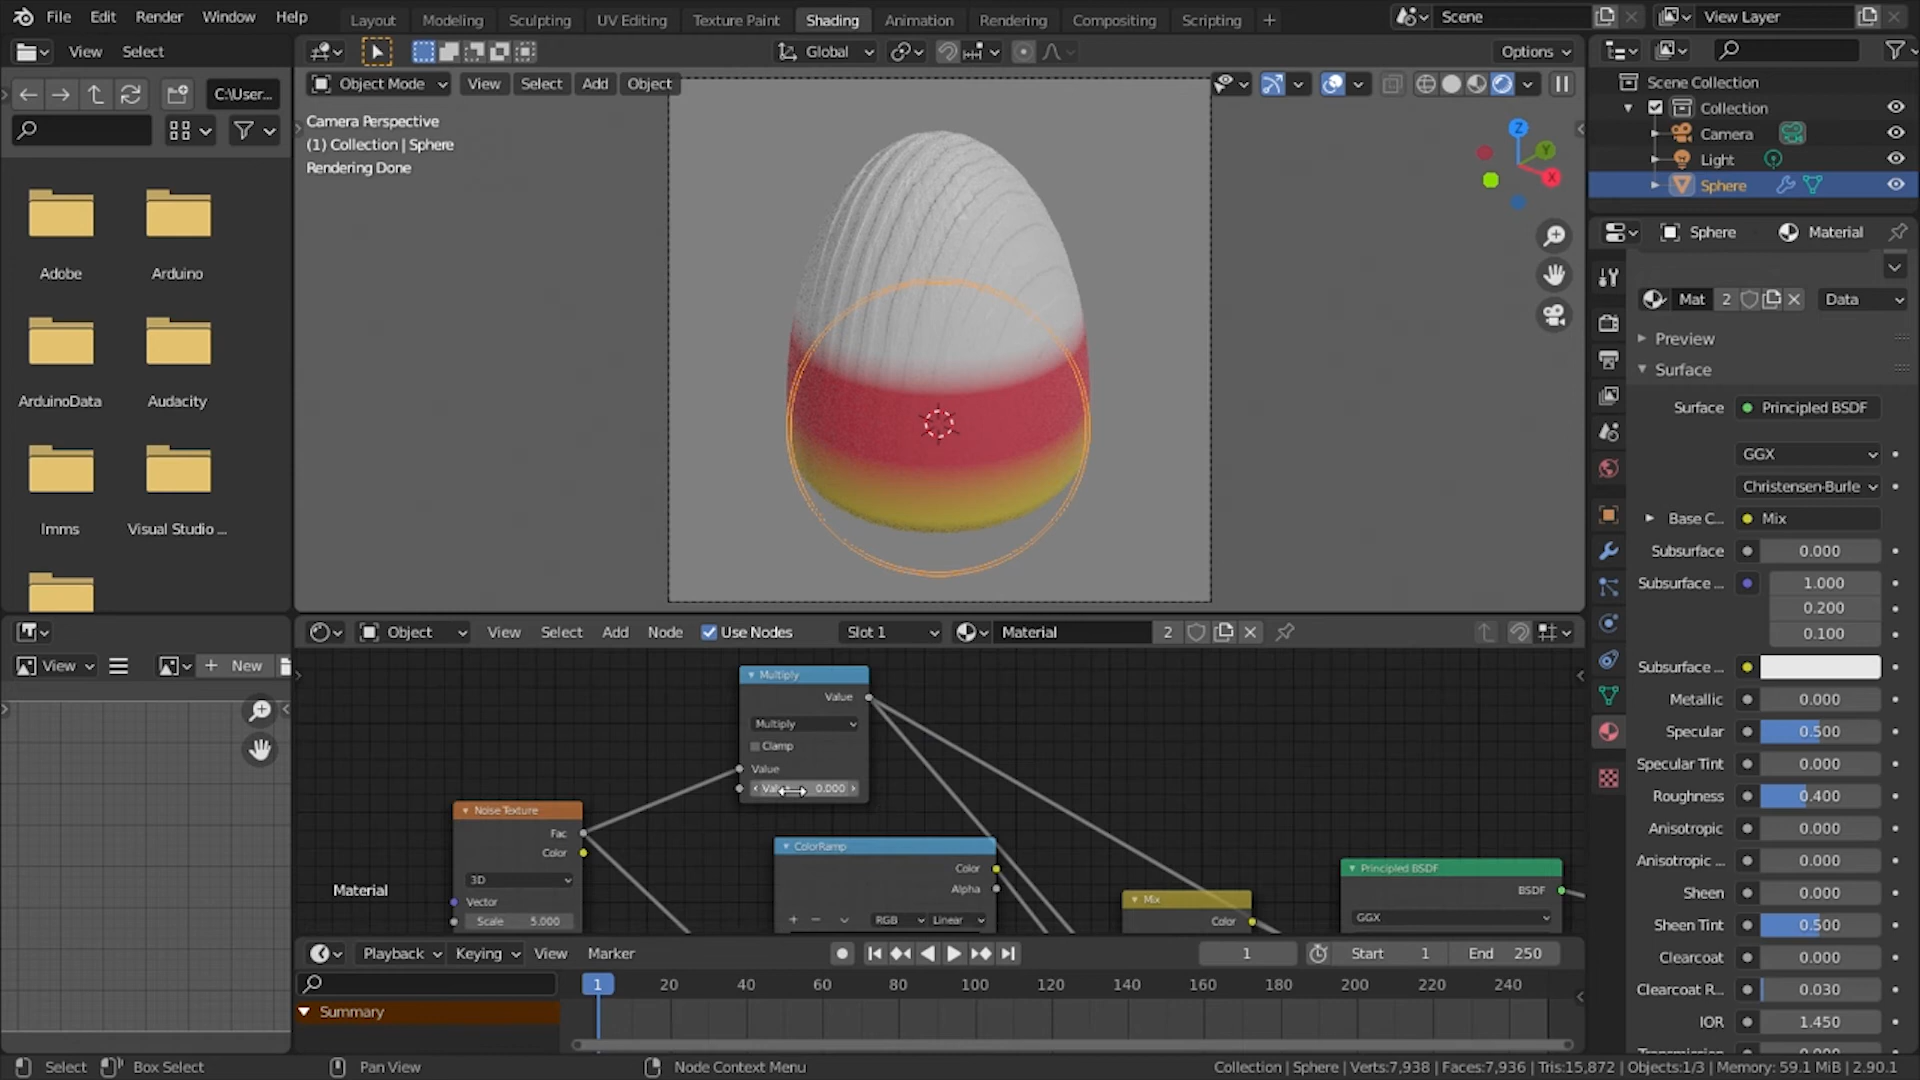 File Edit Render Window Help
Layout Modeling Sculpting UV Editing Texture Paint Shading Animation Rendering Compositing Scripting +
Scene
View Layer
View Select
Global
Options
C:\User...
Object Mode View Select Add Object
Camera Perspective
(1) Collection | Sphere
Rendering Done
Z
Y
X
Adobe
Arduino
ArduinoData
Audacity
Imms
Visual Studio ...
Scene Collection
Collection
Camera
Light
Sphere
Sphere
Material
Mat
2
Data
Preview
Surface
Surface
Principled BSDF
GGX
Christensen-Burle
Base C...
Mix
Subsurface
0.000
Subsurface ...
1.000
0.200
0.100
Subsurface ...
Metallic
0.000
Specular
0.500
Specular Tint
0.000
Roughness
0.400
Anisotropic
0.000
Anisotropic ...
0.000
Sheen
0.000
Sheen Tint
0.500
Clearcoat
0.000
Clearcoat R...
0.030
IOR
1.450
View
+ New
Object View Select Add Node Use Nodes Slot 1 Material 2
Multiply
Value
Multiply
Clamp
Value
0.000
Noise Texture
Fac
Color
3D
Vector
Scale 5.000
ColorRamp
Color
Alpha
+ −
RGB
Linear
Mix
Color
Principled BSDF
BSDF
GGX
Material
Playback Keying View Marker
1
Start 1
End 250
1 20 40 60 80 100 120 140 160 180 200 220 240
Summary
Select
Box Select
Pan View
Node Context Menu
Collection | Sphere | Verts:7,938 | Faces:7,936 | Tris:15,872 | Objects:1/3 | Memory: 59.1 MiB | 2.90.1